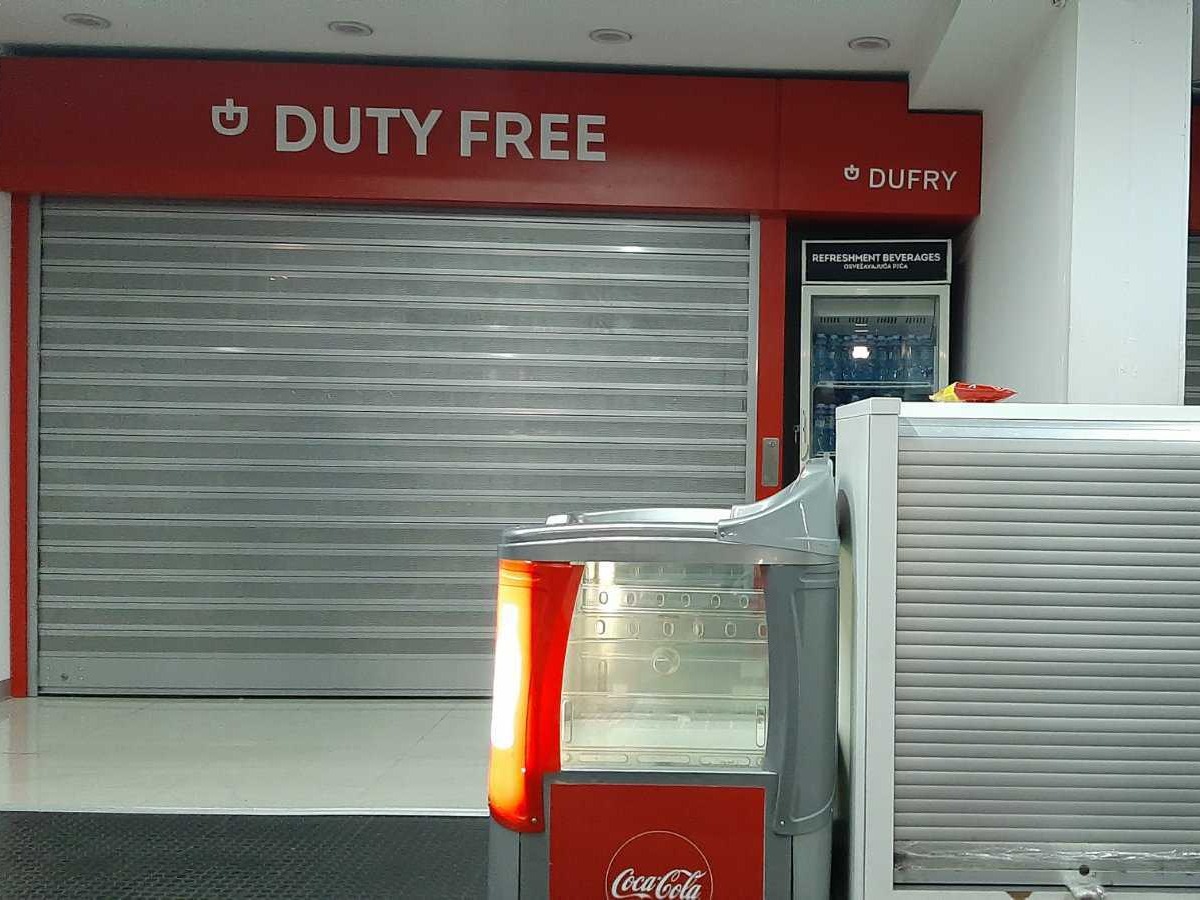 DUTY FREE
DUFRY
REFRESHMENT BEVERAGES
OSVEŽAVAJUĆA PIĆA
Coca-Cola